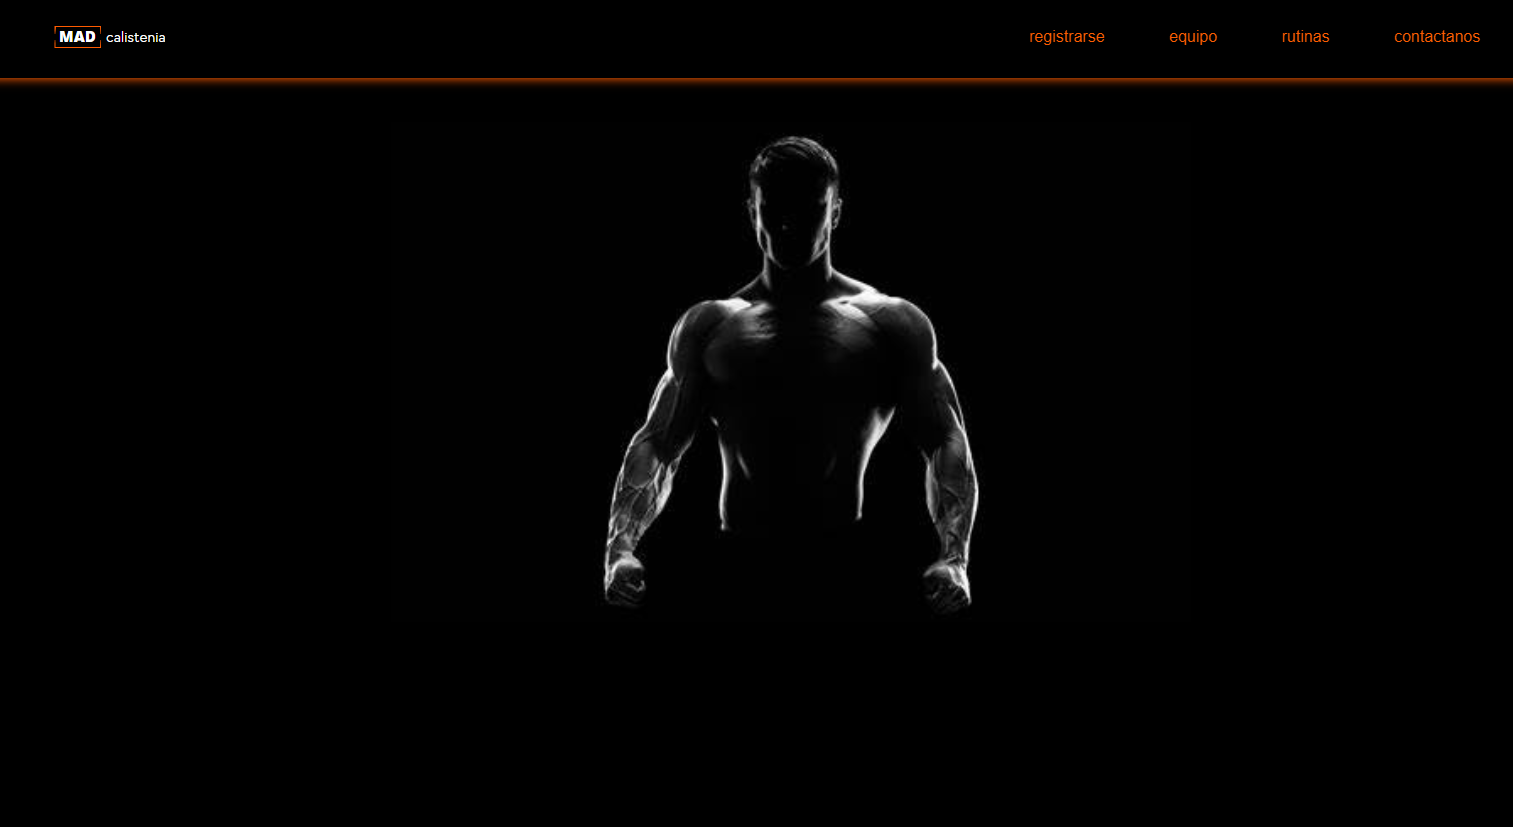 MAD calistenia
registrarse
equipo
rutinas
contactanos